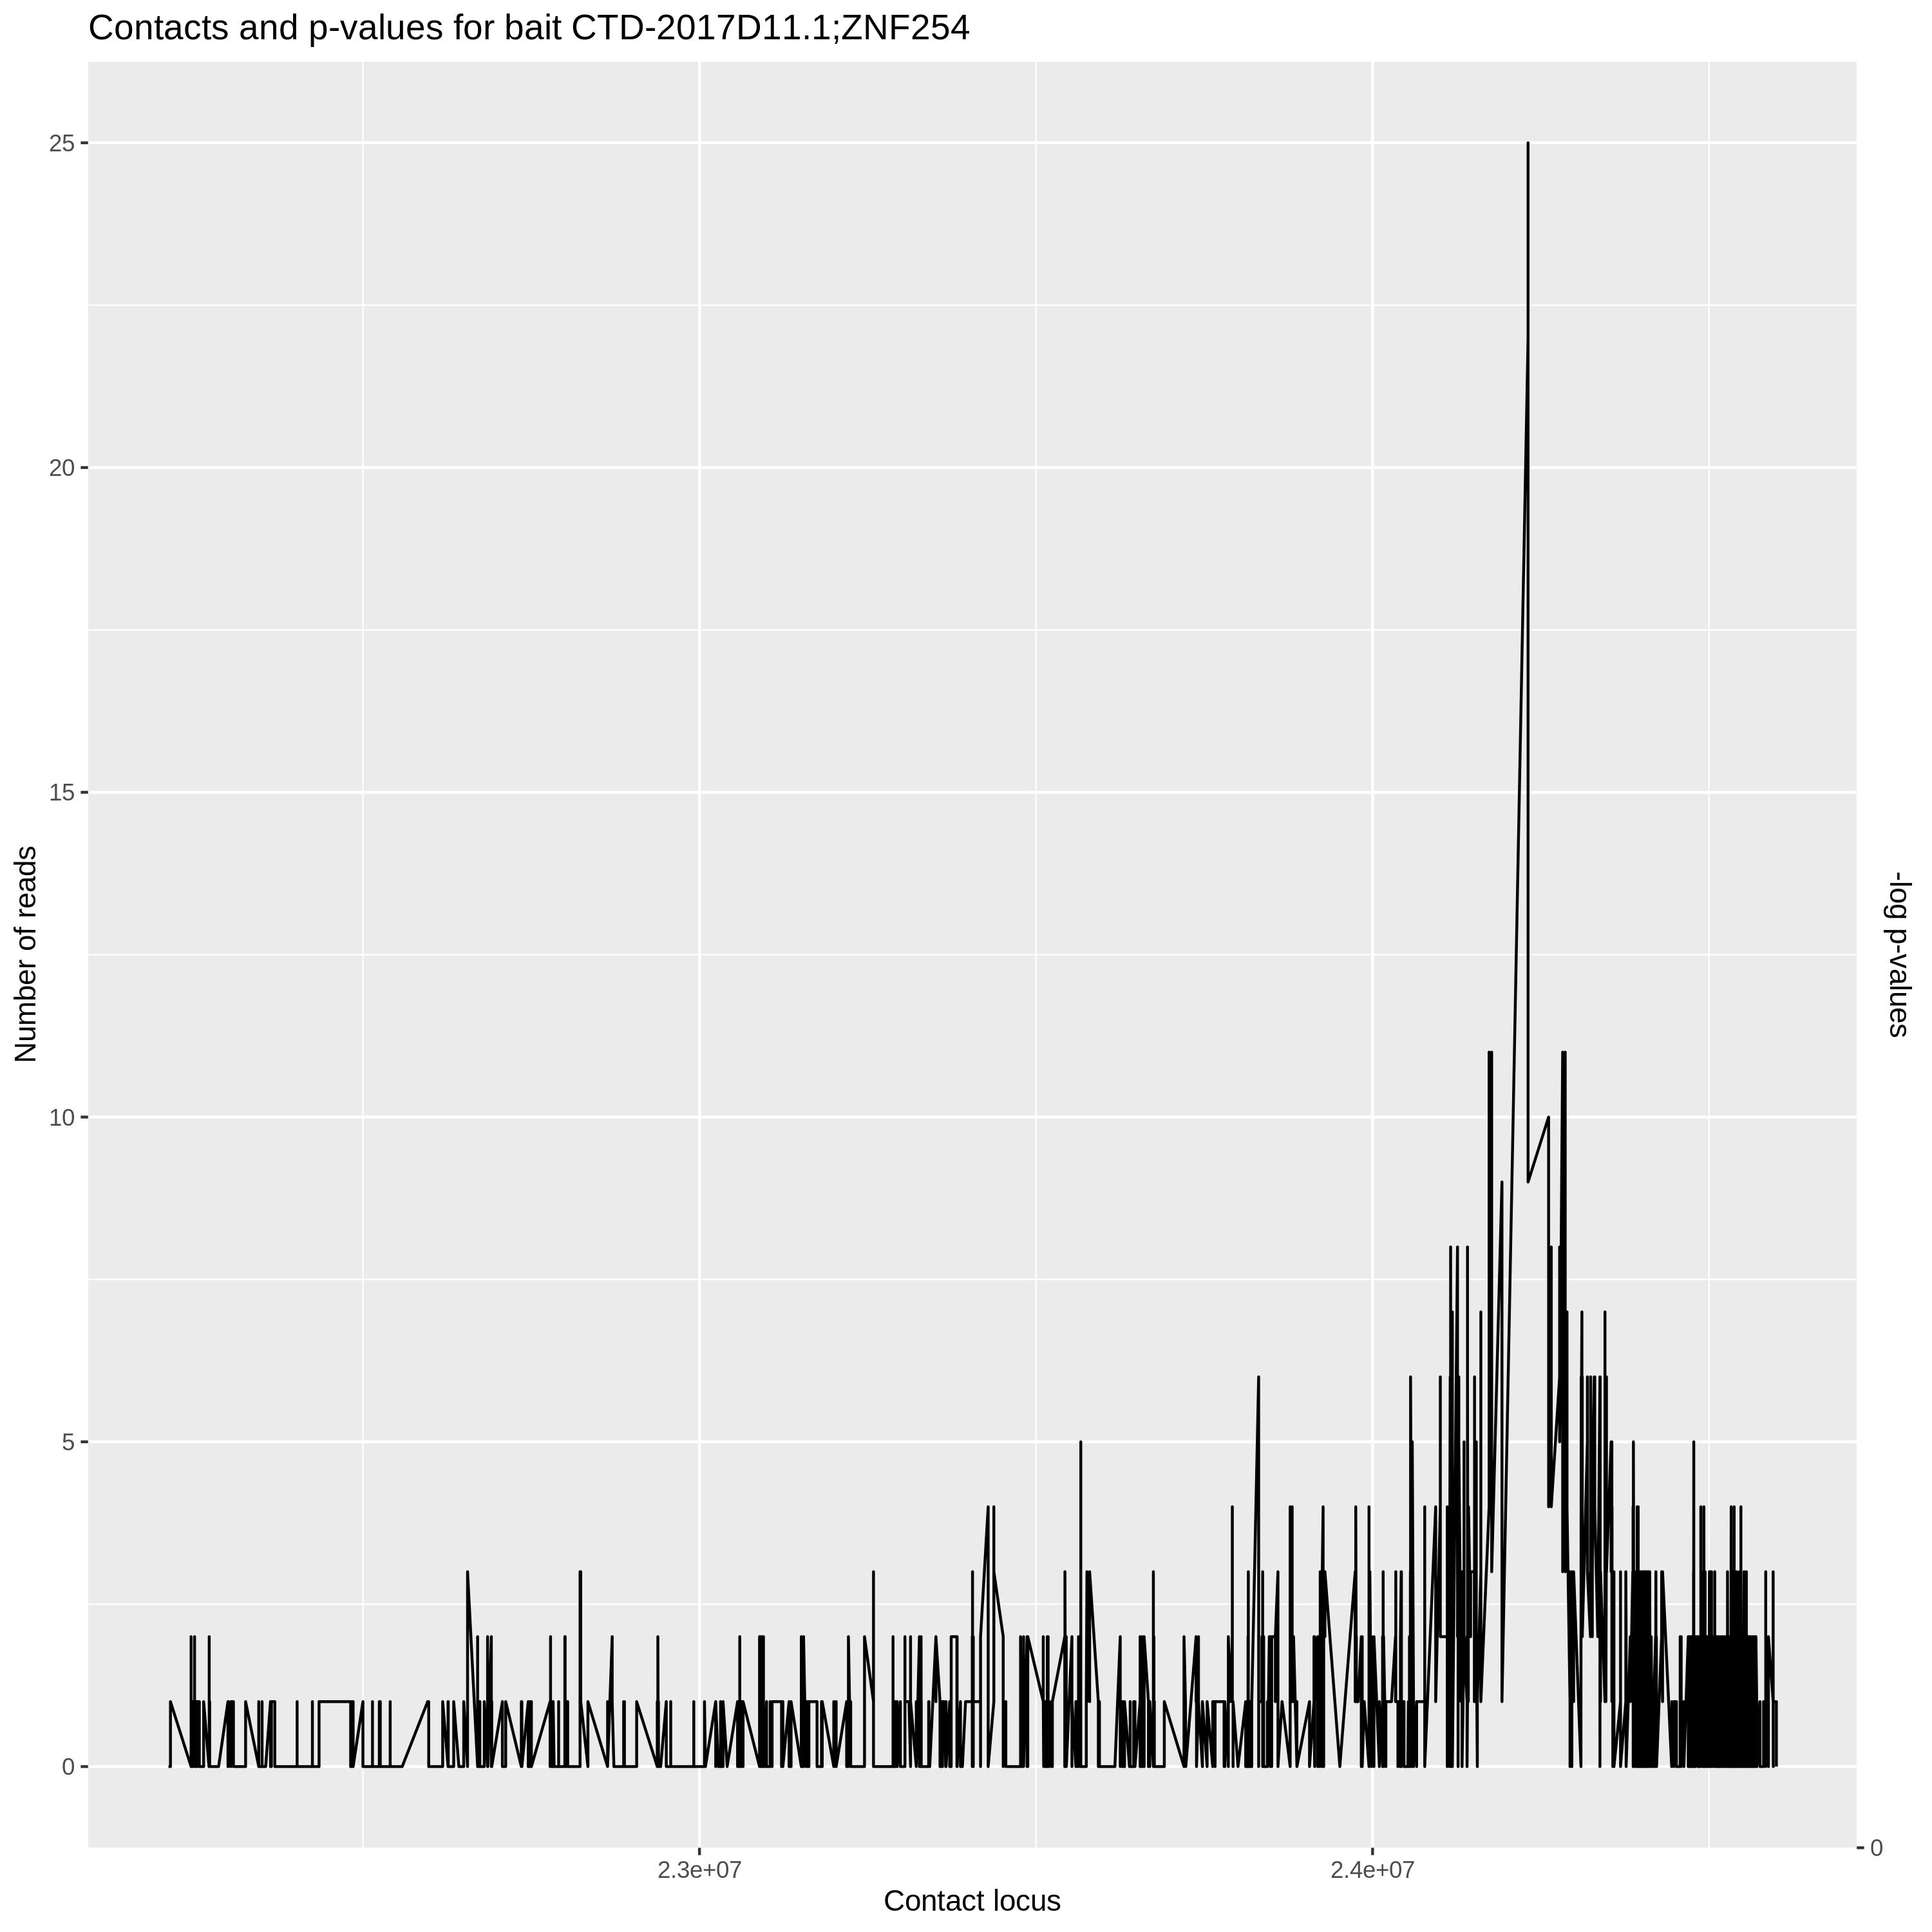 Contacts and p-values for bait CTD-2017D11.1;ZNF254
25
20
15
10
5
0
Number of reads
-log p-values
0
2.3e+07
2.4e+07
Contact locus